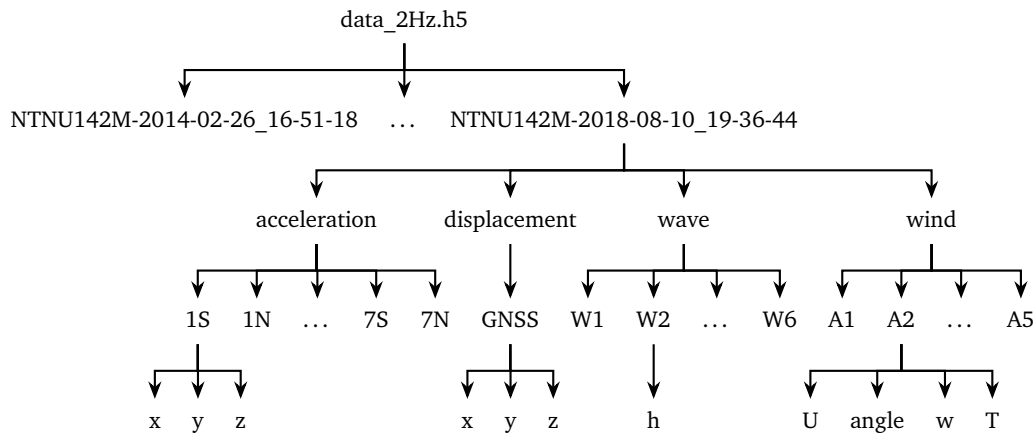 data_2Hz.h5
NTNU142M-2014-02-26_16-51-18 ... NTNU142M-2018-08-10_19-36-44
acceleration displacement wave wind
1S 1N ... 7S 7N GNSS W1 W2 ... W6 A1 A2 ... A5
x y z x y z h U angle w T